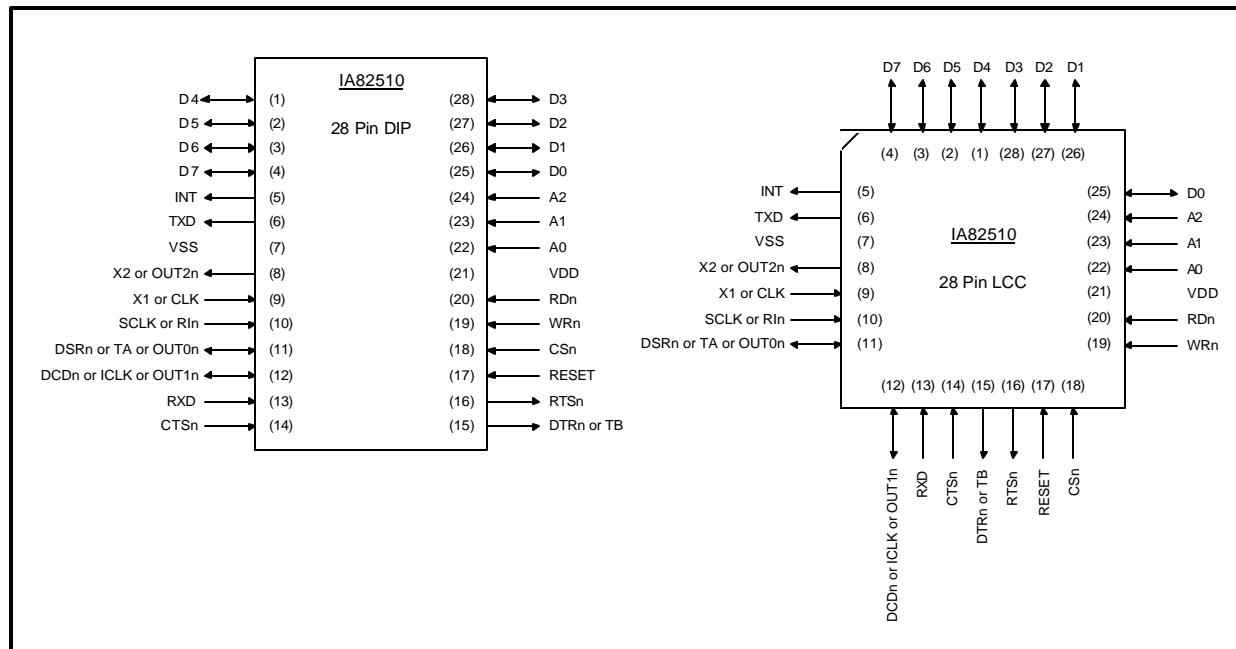 IA82510
28 Pin DIP
D4 (1) (28) D3
D5 (2) (27) D2
D6 (3) (26) D1
D7 (4) (25) D0
INT (5) (24) A2
TXD (6) (23) A1
VSS (7) (22) A0
X2 or OUT2n (8) (21) VDD
X1 or CLK (9) (20) RDn
SCLK or RIn (10) (19) WRn
DSRn or TA or OUT0n (11) (18) CSn
DCDn or ICLK or OUT1n (12) (17) RESET
RXD (13) (16) RTSn
CTSn (14) (15) DTRn or TB
D7 D6 D5 D4 D3 D2 D1
(4) (3) (2) (1) (28) (27) (26)
INT (5) (25) D0
TXD (6) (24) A2
VSS (7) IA82510 (23) A1
X2 or OUT2n (8) (22) A0
X1 or CLK (9) 28 Pin LCC (21) VDD
SCLK or RIn (10) (20) RDn
DSRn or TA or OUT0n (11) (19) WRn
(12) (13) (14) (15) (16) (17) (18)
DCDn or ICLK or OUT1n
RXD
CTSn
DTRn or TB
RTSn
RESET
CSn